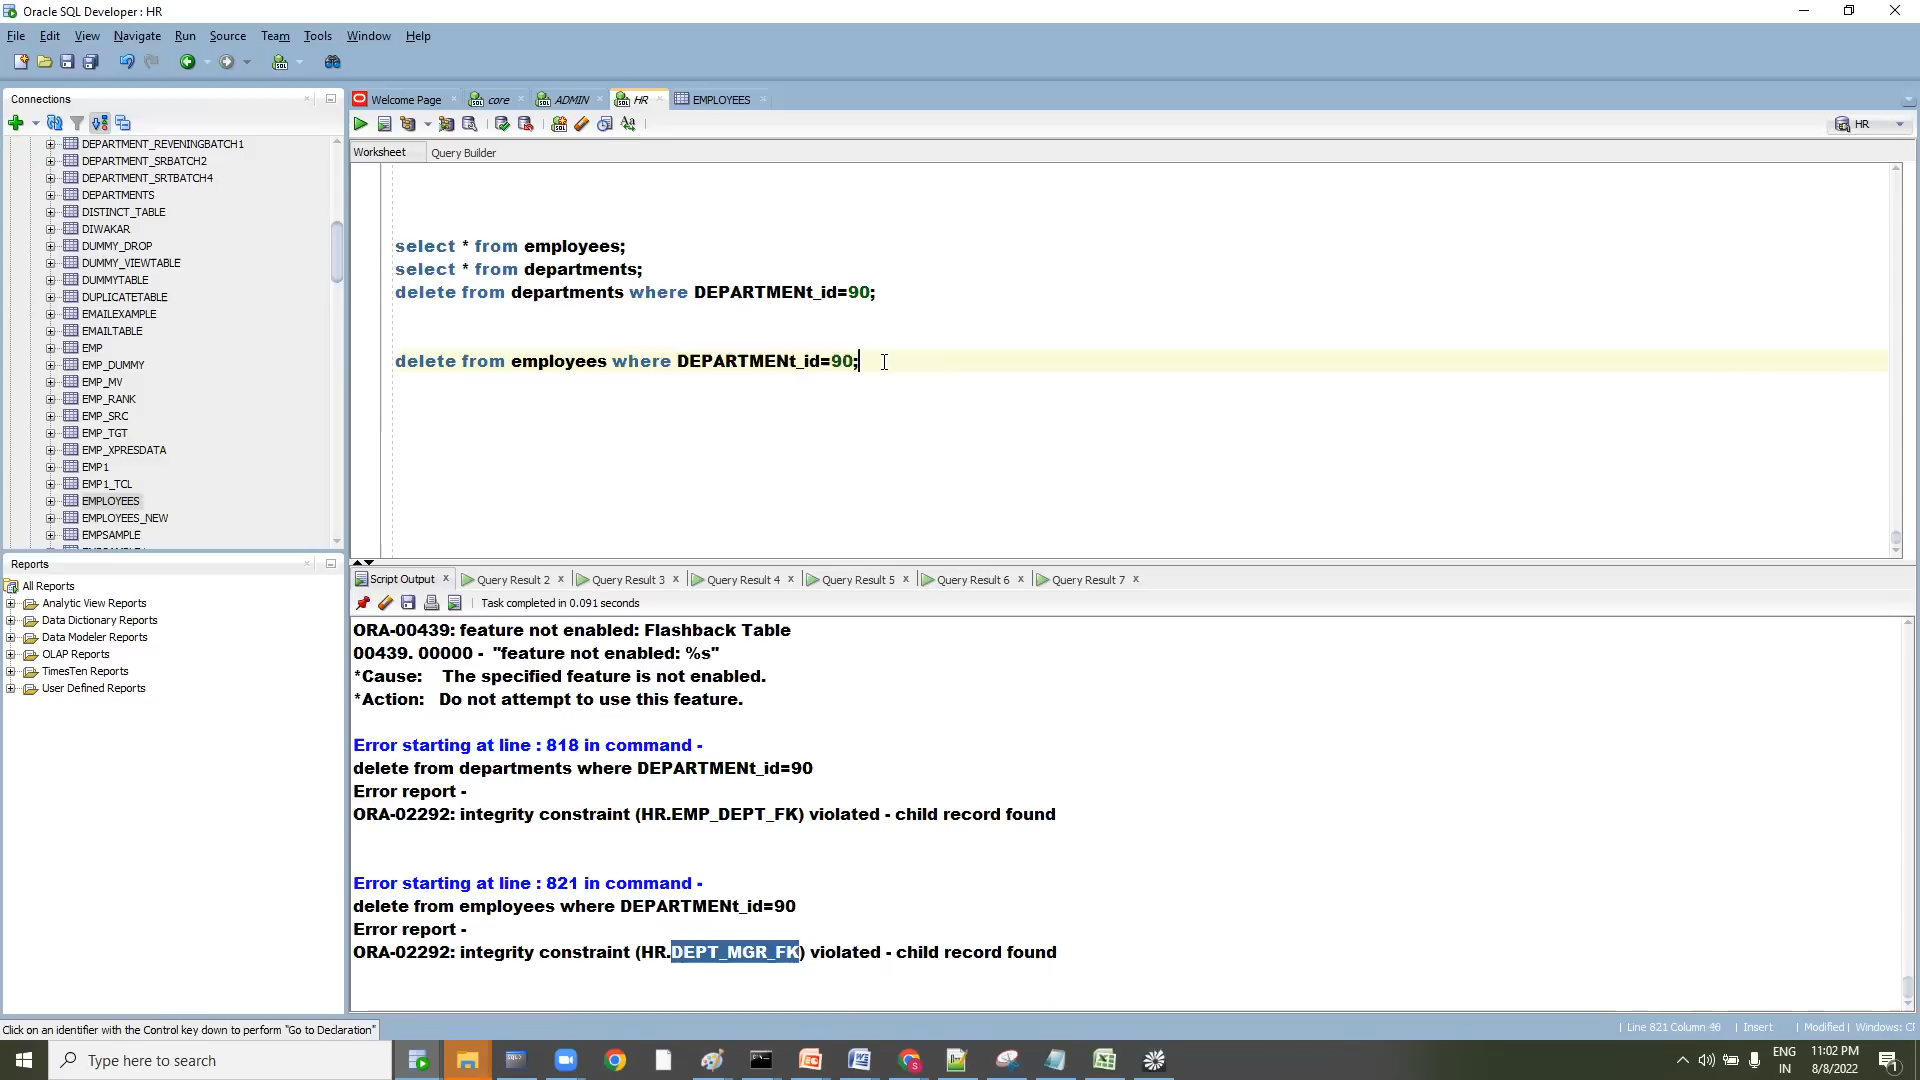 Oracle SQL Developer : HR
File Edit View Navigate Run Source Team Tools Window Help
Connections
Welcome Page core ADMIN HR EMPLOYEES
HR
Worksheet Query Builder
DEPARTMENT_REVENINGBATCH1
DEPARTMENT_SRBATCH2
DEPARTMENT_SRTBATCH4
DEPARTMENTS
DISTINCT_TABLE
DIWAKAR
DUMMY_DROP
DUMMY_VIEWTABLE
DUMMYTABLE
DUPLICATETABLE
EMAILEXAMPLE
EMAILTABLE
EMP
EMP_DUMMY
EMP_MV
EMP_RANK
EMP_SRC
EMP_TGT
EMP_XPRESDATA
EMP1
EMP1_TCL
EMPLOYEES
EMPLOYEES_NEW
EMPSAMPLE
select * from employees;
select * from departments;
delete from departments where DEPARTMENt_id=90;
delete from employees where DEPARTMENt_id=90;
Reports
All Reports
Analytic View Reports
Data Dictionary Reports
Data Modeler Reports
OLAP Reports
TimesTen Reports
User Defined Reports
Script Output Query Result 2 Query Result 3 Query Result 4 Query Result 5 Query Result 6 Query Result 7
Task completed in 0.091 seconds
ORA-00439: feature not enabled: Flashback Table
00439. 00000 - "feature not enabled: %s"
*Cause: The specified feature is not enabled.
*Action: Do not attempt to use this feature.
Error starting at line : 818 in command -
delete from departments where DEPARTMENt_id=90
Error report -
ORA-02292: integrity constraint (HR.EMP_DEPT_FK) violated - child record found
Error starting at line : 821 in command -
delete from employees where DEPARTMENt_id=90
Error report -
ORA-02292: integrity constraint (HR.DEPT_MGR_FK) violated - child record found
Click on an identifier with the Control key down to perform "Go to Declaration"
Line 821 Column 46 Insert Modified Windows: CF
Type here to search
ENG
IN
11:02 PM
8/8/2022
1